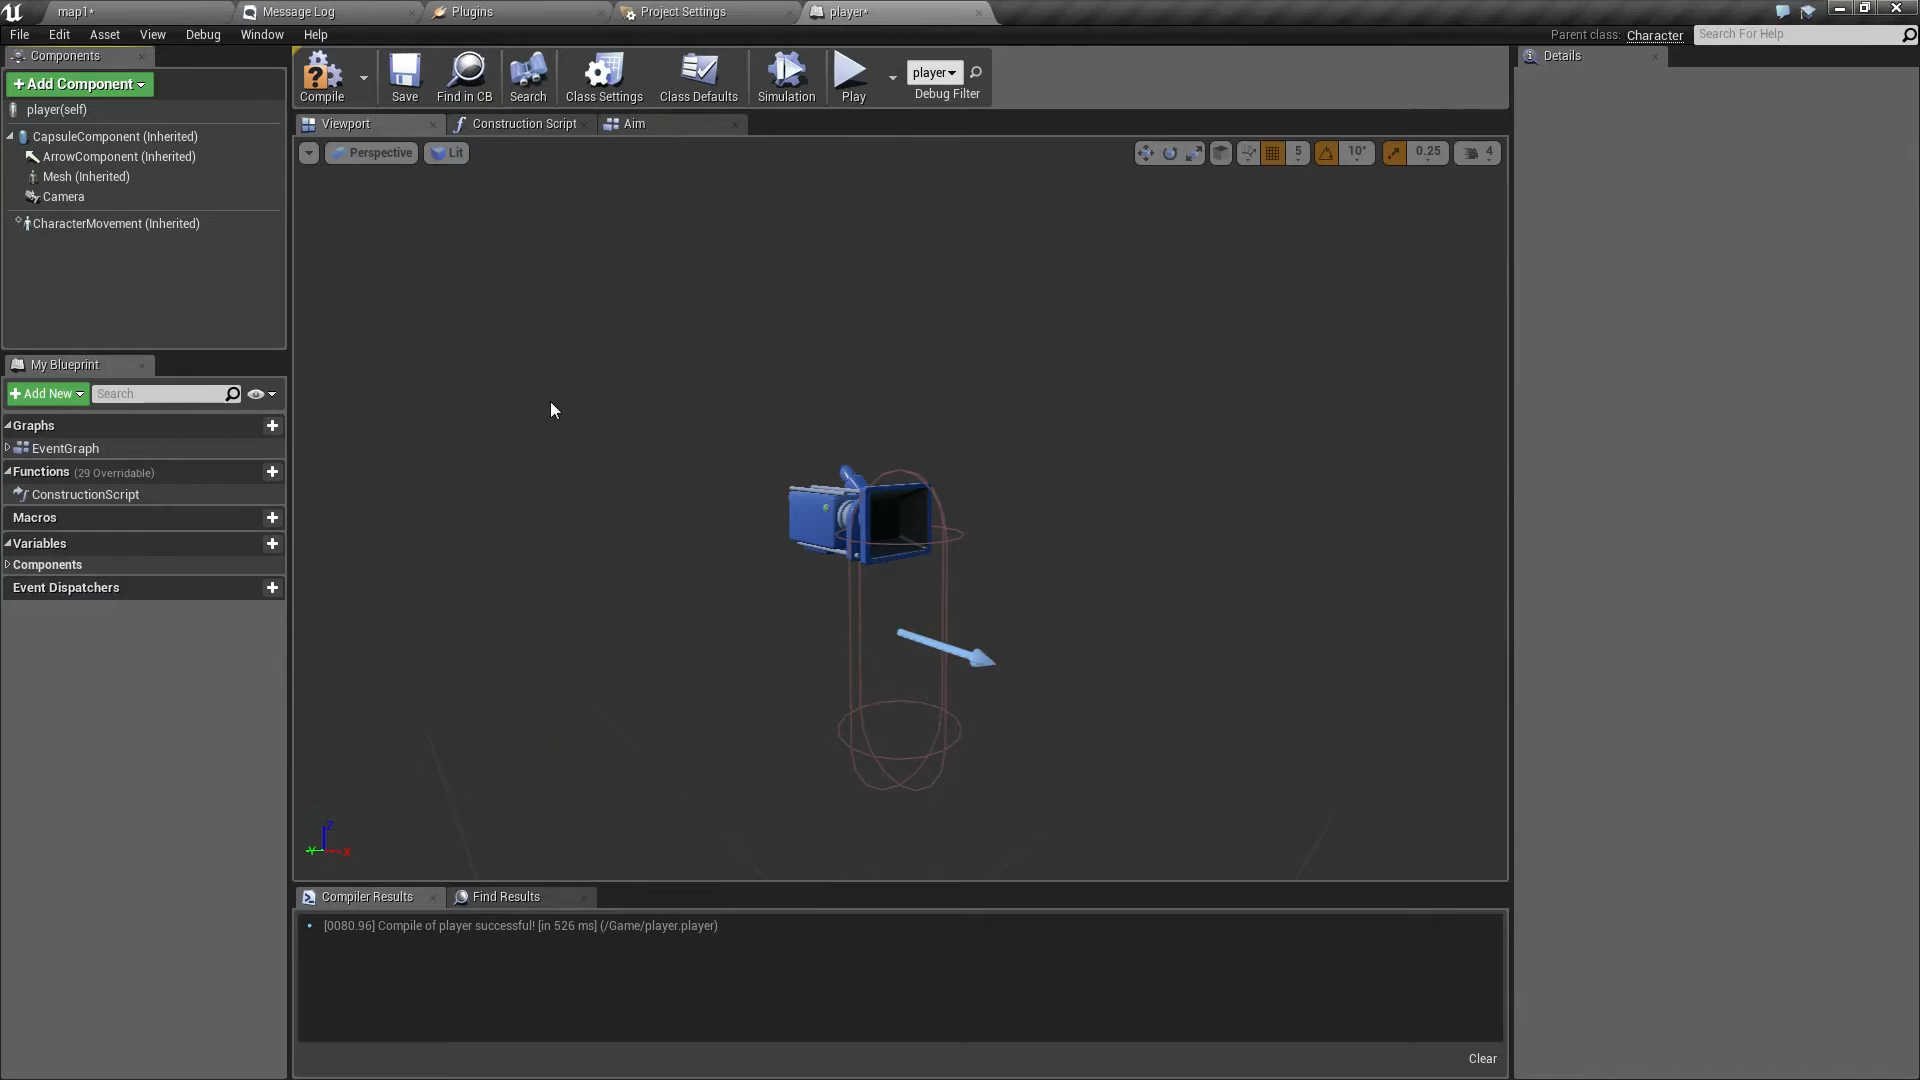 map1*
Message Log
Plugins
Project Settings
player*
File Edit Asset View Debug Window Help
Parent class: Character
Search For Help
Components
+ Add Component
player(self)
CapsuleComponent (Inherited)
ArrowComponent (Inherited)
Mesh (Inherited)
Camera
CharacterMovement (Inherited)
My Blueprint
+ Add New
Search
Graphs
EventGraph
Functions (29 Overridable)
ConstructionScript
Macros
Variables
Components
Event Dispatchers
Compile
Save
Find in CB
Search
Class Settings
Class Defaults
Simulation
Play
player
Debug Filter
Viewport
Construction Script
Aim
Perspective
Lit
5
10°
0.25
4
Z
Y
X
Compiler Results
Find Results
[0080.96] Compile of player successful! [in 526 ms] (/Game/player.player)
Clear
Details